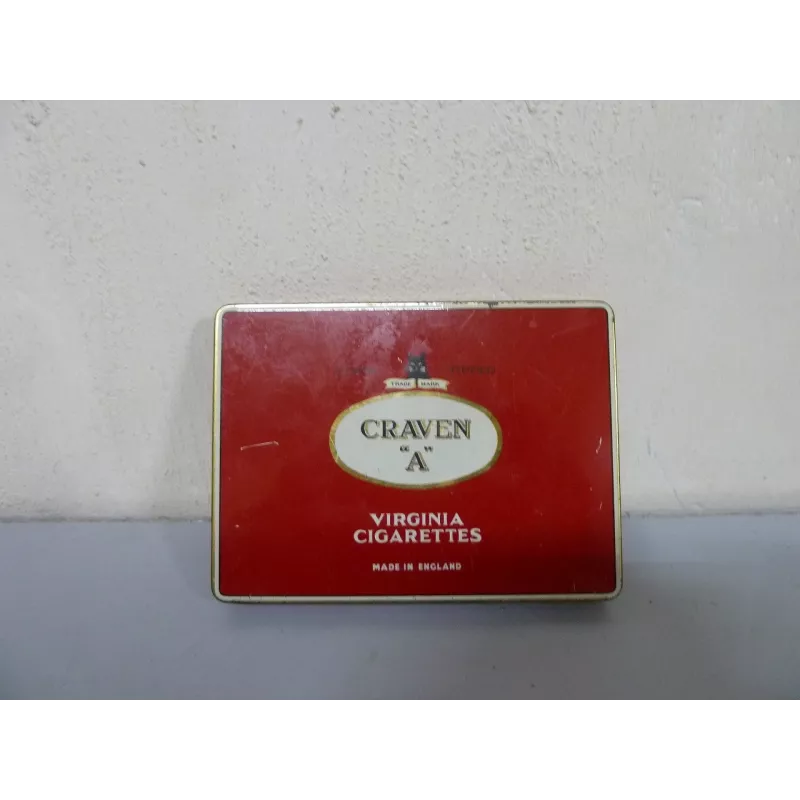 TRADE MARK
CRAVEN
"A"
VIRGINIA
CIGARETTES
MADE IN ENGLAND